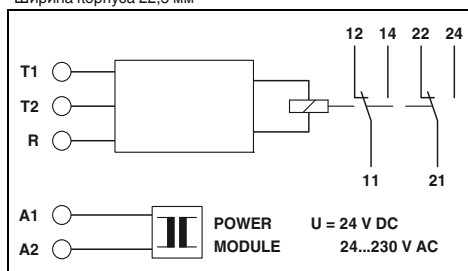 Ширина корпуса 22,5 мм
12 14 22 24
T1
T2
R
11 21
A1
A2
POWER U = 24 V DC
MODULE 24...230 V AC